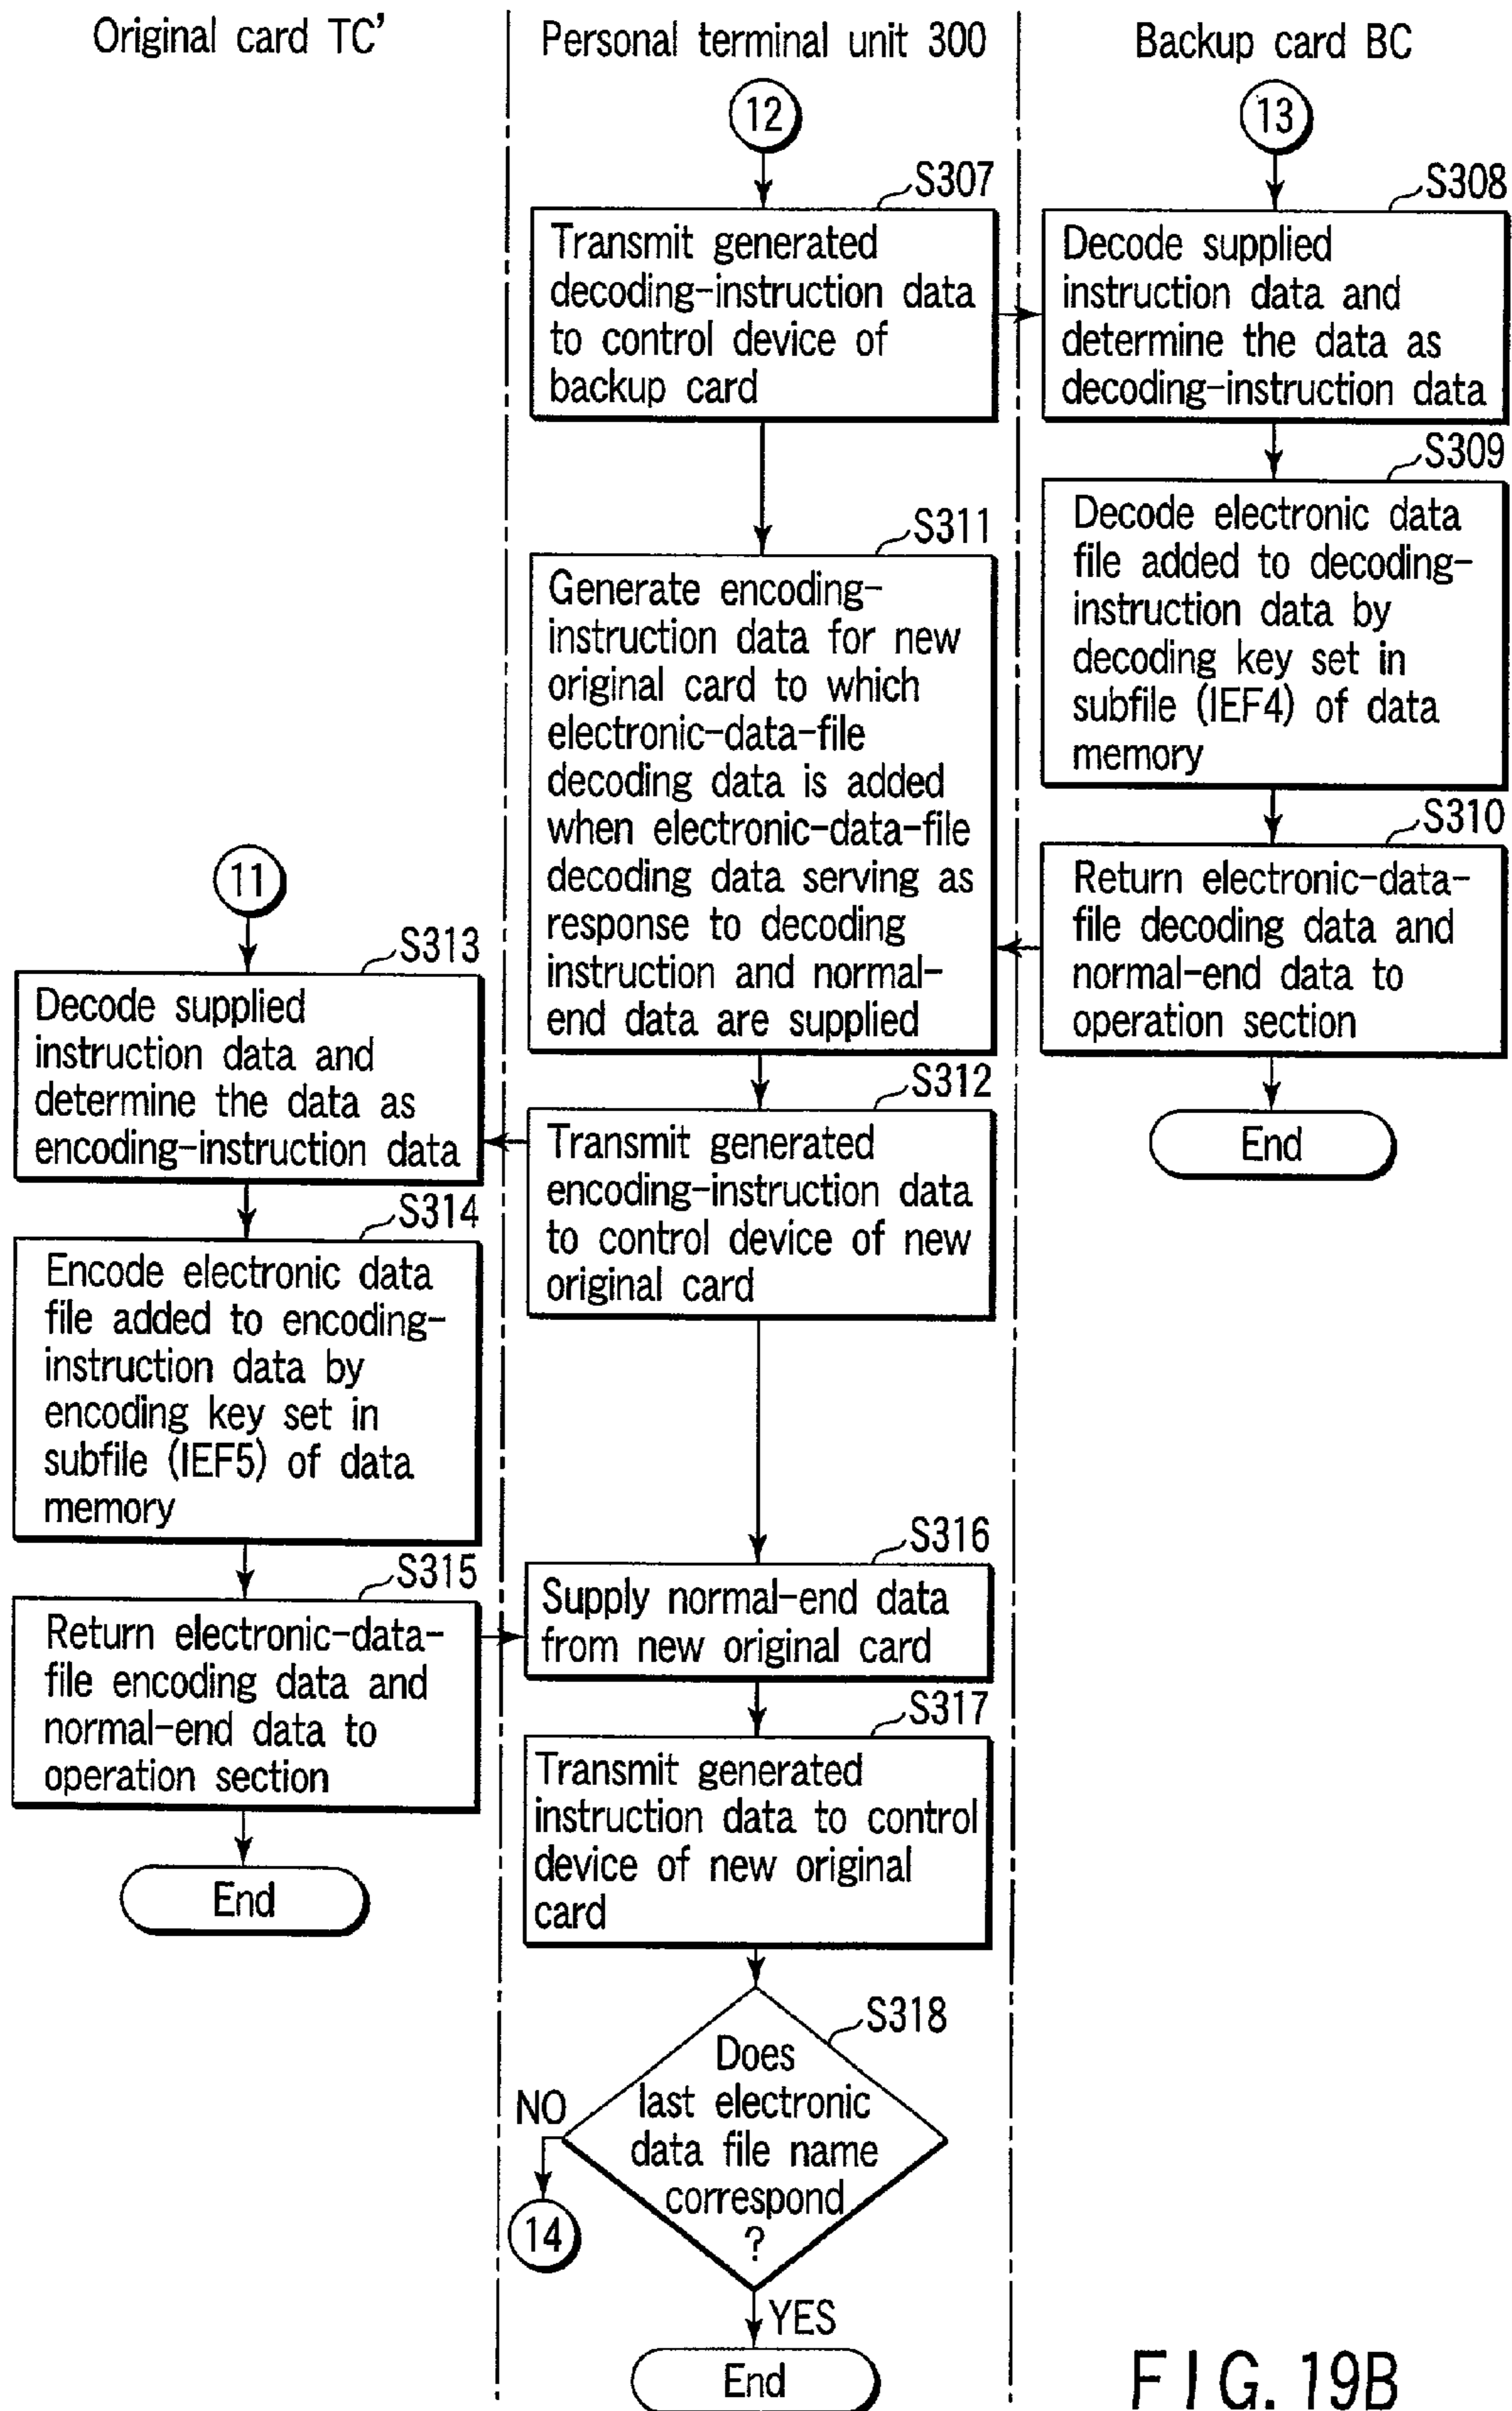 Original card TC’
Personal terminal unit 300
Backup card BC
12
13
S307
Transmit generated
decoding-instruction data
to control device of
backup card
S308
Decode supplied
instruction data and
determine the data as
decoding-instruction data
S309
Decode electronic data
file added to decoding-
instruction data by
decoding key set in
subfile (IEF4) of data
memory
S310
Return electronic-data-
file decoding data and
normal-end data to
operation section
End
S311
Generate encoding-
instruction data for new
original card to which
electronic-data-file
decoding data is added
when electronic-data-file
decoding data serving as
response to decoding
instruction and normal-
end data are supplied
S312
Transmit generated
encoding-instruction data
to control device of new
original card
11
S313
Decode supplied
instruction data and
determine the data as
encoding-instruction data
S314
Encode electronic data
file added to encoding-
instruction data by
encoding key set in
subfile (IEF5) of data
memory
S315
Return electronic-data-
file encoding data and
normal-end data to
operation section
End
S316
Supply normal-end data
from new original card
S317
Transmit generated
instruction data to control
device of new original
card
S318
Does
last electronic
data file name
correspond
?
NO
14
YES
End
FIG. 19B